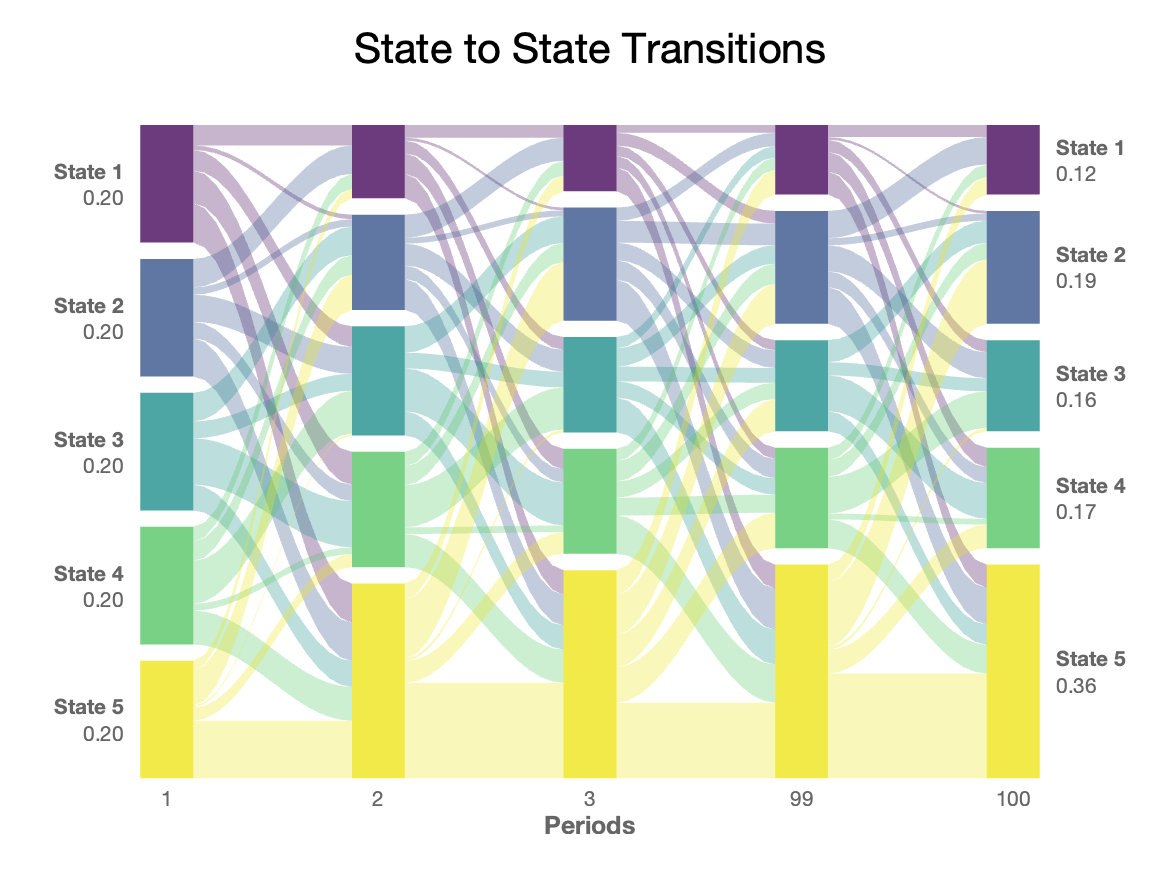 State to State Transitions
State 1
0.20
State 2
0.20
State 3
0.20
State 4
0.20
State 5
0.20
State 1
0.12
State 2
0.19
State 3
0.16
State 4
0.17
State 5
0.36
1 2 3 99 100
Periods